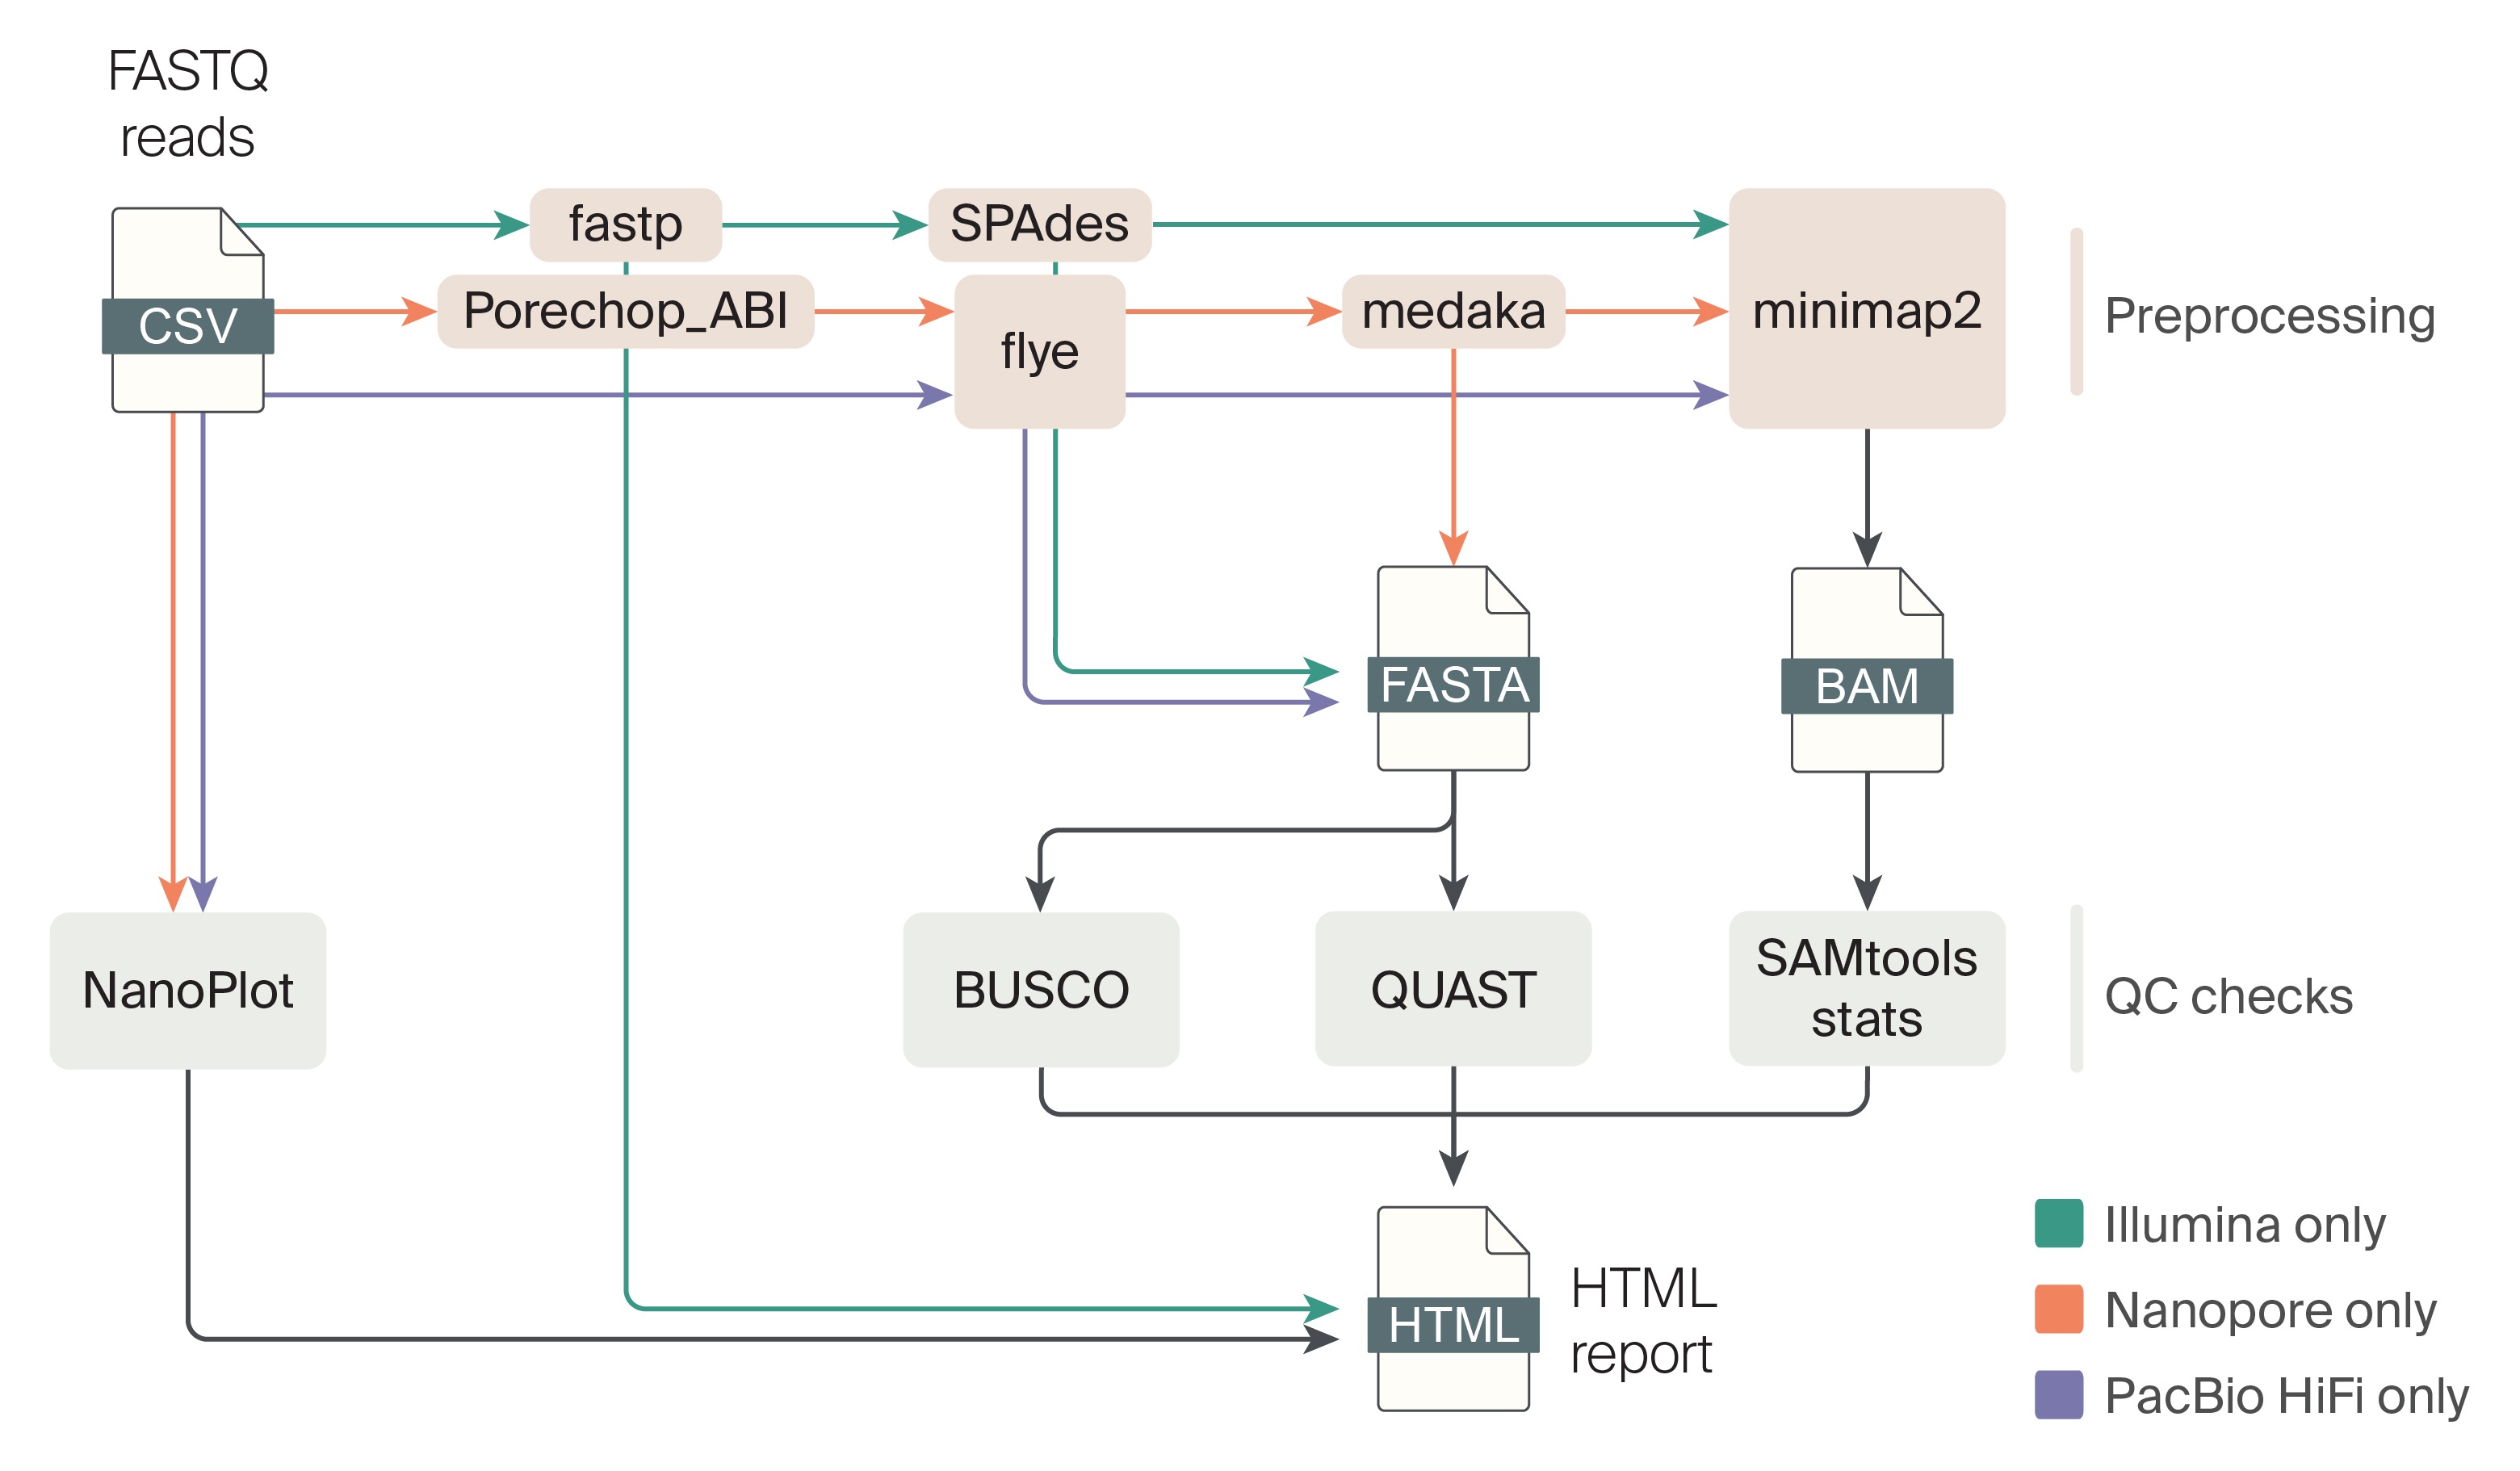 FASTQ
reads
fastp
SPAdes
CSV
Porechop_ABI
flye
medaka
minimap2
Preprocessing
FASTA
BAM
NanoPlot
BUSCO
QUAST
SAMtools
stats
QC checks
HTML
HTML
report
Illumina only
Nanopore only
PacBio HiFi only